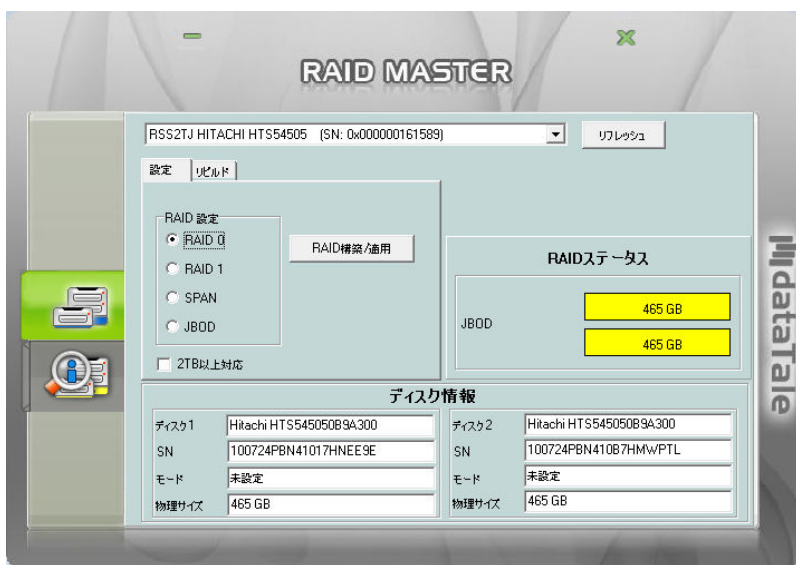 RAID MASTER
RSS2TJ HITACHI HTS54505 (SN: 0x000000161589)
リフレッシュ
設定
リビルド
RAID 設定
RAID 0
RAID 1
SPAN
JBOD
RAID構築/適用
2TB以上対応
RAIDステータス
JBOD
465 GB
465 GB
dataTale
ディスク情報
ディスク1
Hitachi HTS545050B9A300
SN
100724PBN41017HNEE9E
モード
未設定
物理サイズ
465 GB
ディスク2
Hitachi HTS545050B9A300
SN
100724PBN410B7HMWPTL
モード
未設定
物理サイズ
465 GB